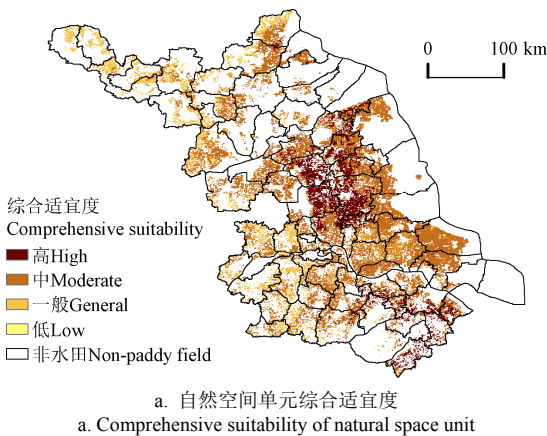 0 100 km
综合适宜度
Comprehensive suitability
高High
中Moderate
一般General
低Low
非水田Non-paddy field
a. 自然空间单元综合适宜度
a. Comprehensive suitability of natural space unit